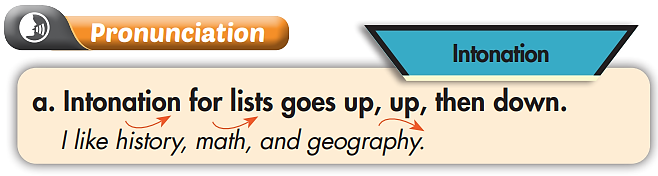 Pronunciation
Intonation
a. Intonation for lists goes up, up, then down.
I like history, math, and geography.